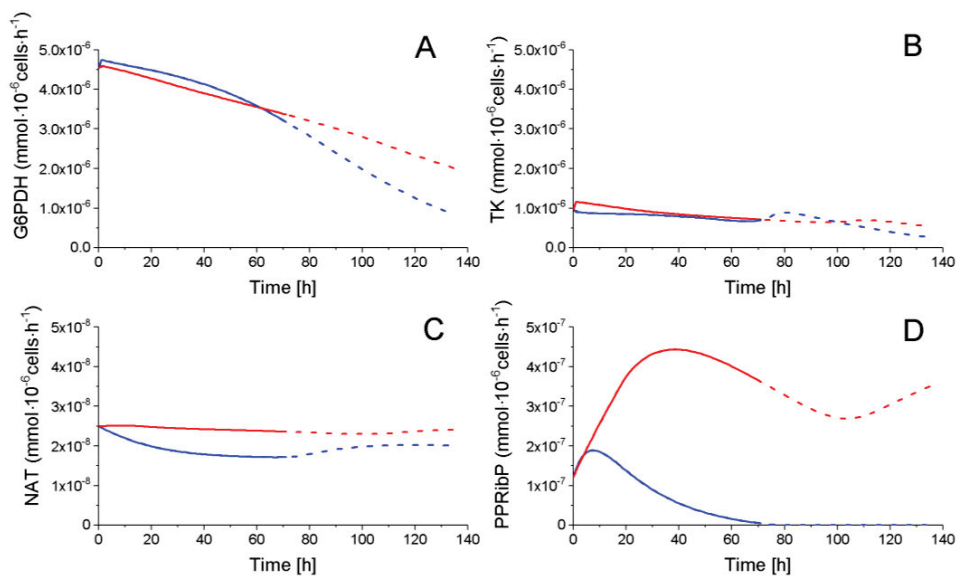 A
G6PDH (mmol·10⁻⁶cells·h⁻¹)
5.0x10⁻⁶
4.0x10⁻⁶
3.0x10⁻⁶
2.0x10⁻⁶
1.0x10⁻⁶
0.0
0 20 40 60 80 100 120 140
Time [h]
B
TK (mmol·10⁻⁶cells·h⁻¹)
5.0x10⁻⁶
4.0x10⁻⁶
3.0x10⁻⁶
2.0x10⁻⁶
1.0x10⁻⁶
0.0
0 20 40 60 80 100 120 140
Time [h]
C
NAT (mmol·10⁻⁶cells·h⁻¹)
5x10⁻⁸
4x10⁻⁸
3x10⁻⁸
2x10⁻⁸
1x10⁻⁸
0
0 20 40 60 80 100 120 140
Time [h]
D
PPRibP (mmol·10⁻⁶cells·h⁻¹)
5x10⁻⁷
4x10⁻⁷
3x10⁻⁷
2x10⁻⁷
1x10⁻⁷
0
0 20 40 60 80 100 120 140
Time [h]